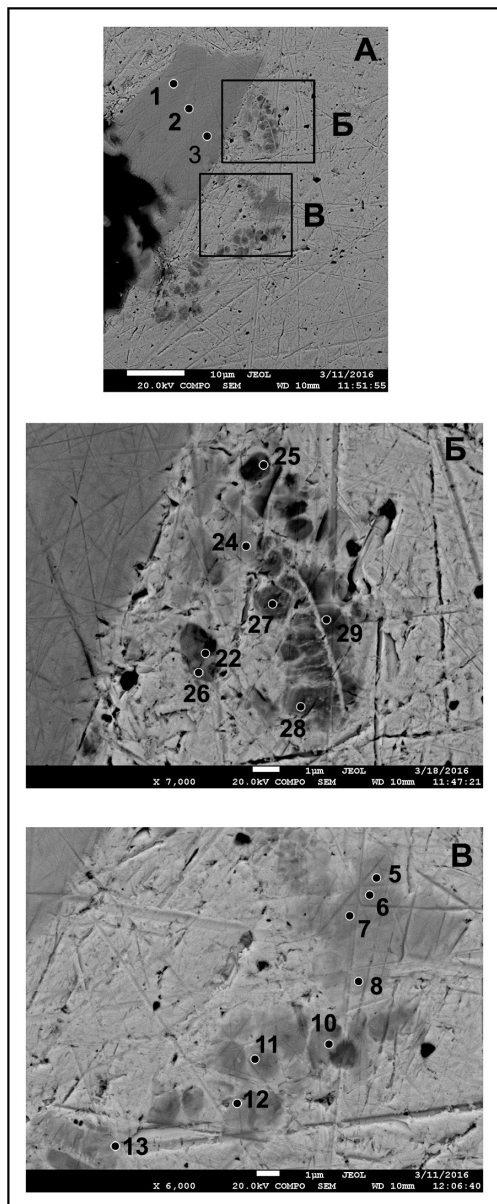 А
1
Б
2
3
В
10μm JEOL 3/11/2016
20.0kV COMPO SEM WD 10mm 11:51:55
Б
25
24
27
29
22
26
28
1μm JEOL 3/18/2016
X 7,000 20.0kV COMPO SEM WD 10mm 11:47:21
В
5
6
7
8
10
11
12
13
1μm JEOL 3/11/2016
X 6,000 20.0kV COMPO SEM WD 10mm 12:06:40